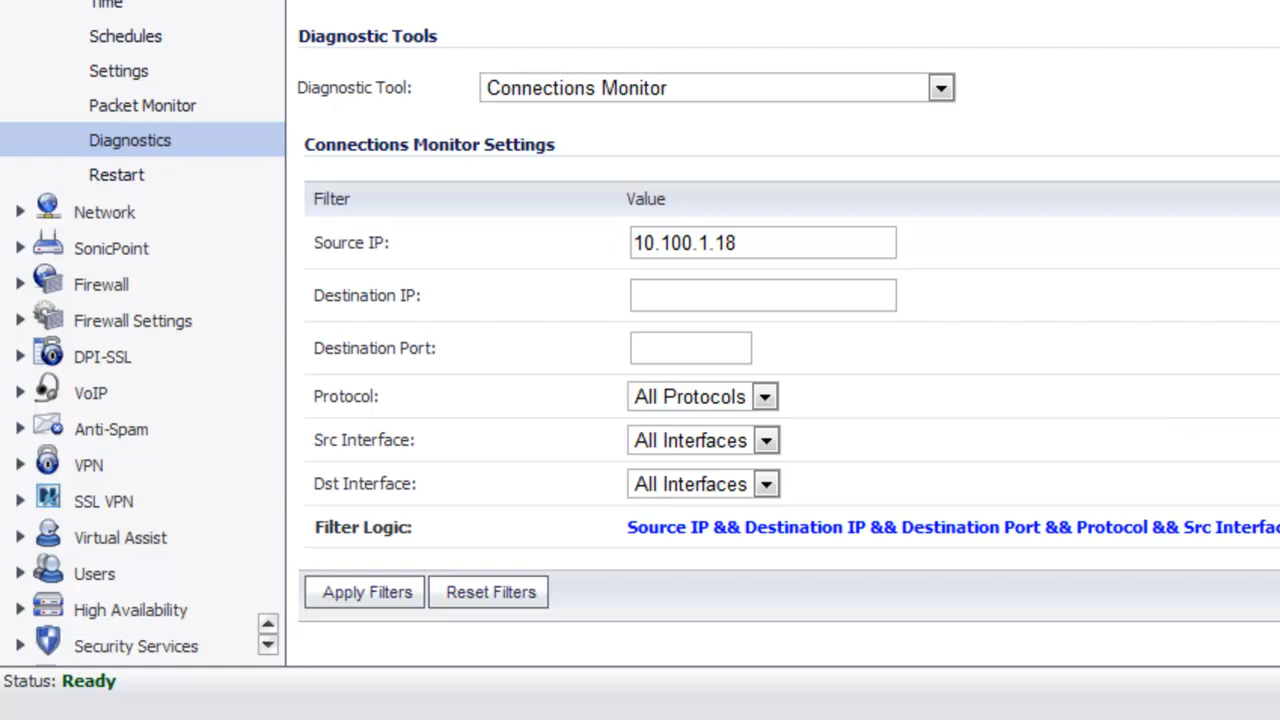 Time
Schedules
Settings
Packet Monitor
Diagnostics
Restart
Network
SonicPoint
Firewall
Firewall Settings
DPI-SSL
VoIP
Anti-Spam
VPN
SSL VPN
Virtual Assist
Users
High Availability
Security Services
Diagnostic Tools
Diagnostic Tool: Connections Monitor
Connections Monitor Settings
Filter Value
Source IP: 10.100.1.18
Destination IP:
Destination Port:
Protocol: All Protocols
Src Interface: All Interfaces
Dst Interface: All Interfaces
Filter Logic: Source IP && Destination IP && Destination Port && Protocol && Src Interfac
Apply Filters Reset Filters
Status: Ready